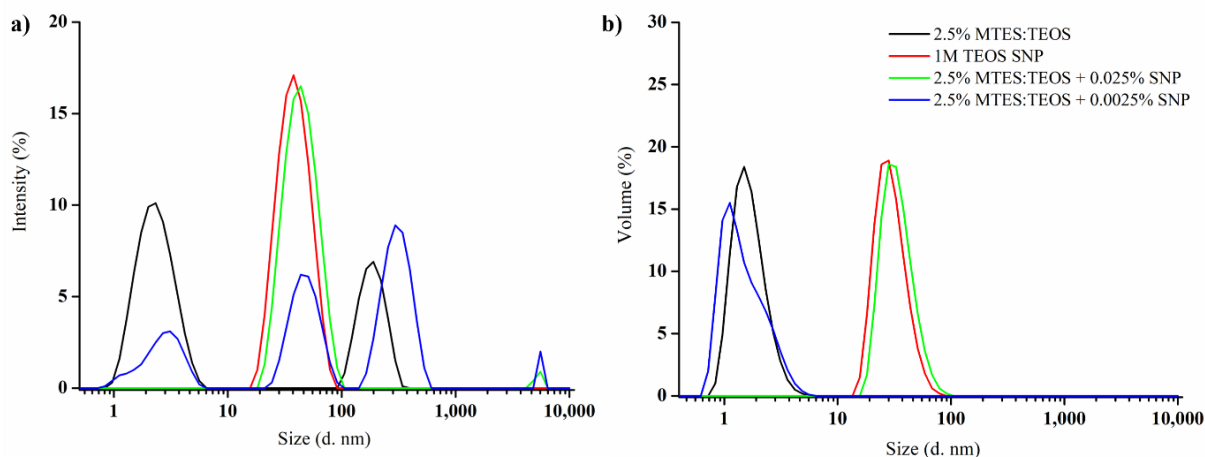 a)
20
15
10
5
0
Intensity (%)
1
10
100
1,000
10,000
Size (d. nm)
b)
30
25
20
15
10
5
0
Volume (%)
2.5% MTES:TEOS
1M TEOS SNP
2.5% MTES:TEOS + 0.025% SNP
2.5% MTES:TEOS + 0.0025% SNP
1
10
100
1,000
10,000
Size (d. nm)